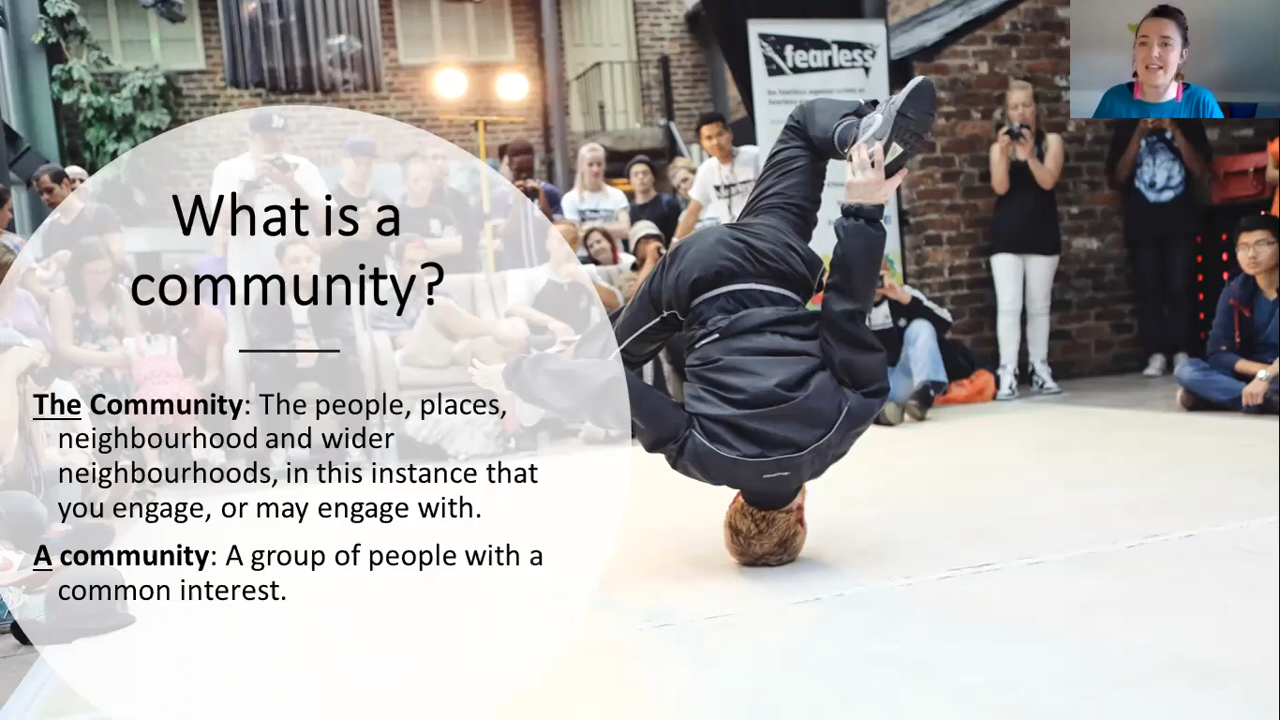 fearless
What is a
community?
The Community: The people, places,
neighbourhood and wider
neighbourhoods, in this instance that
you engage, or may engage with.
A community: A group of people with a
common interest.